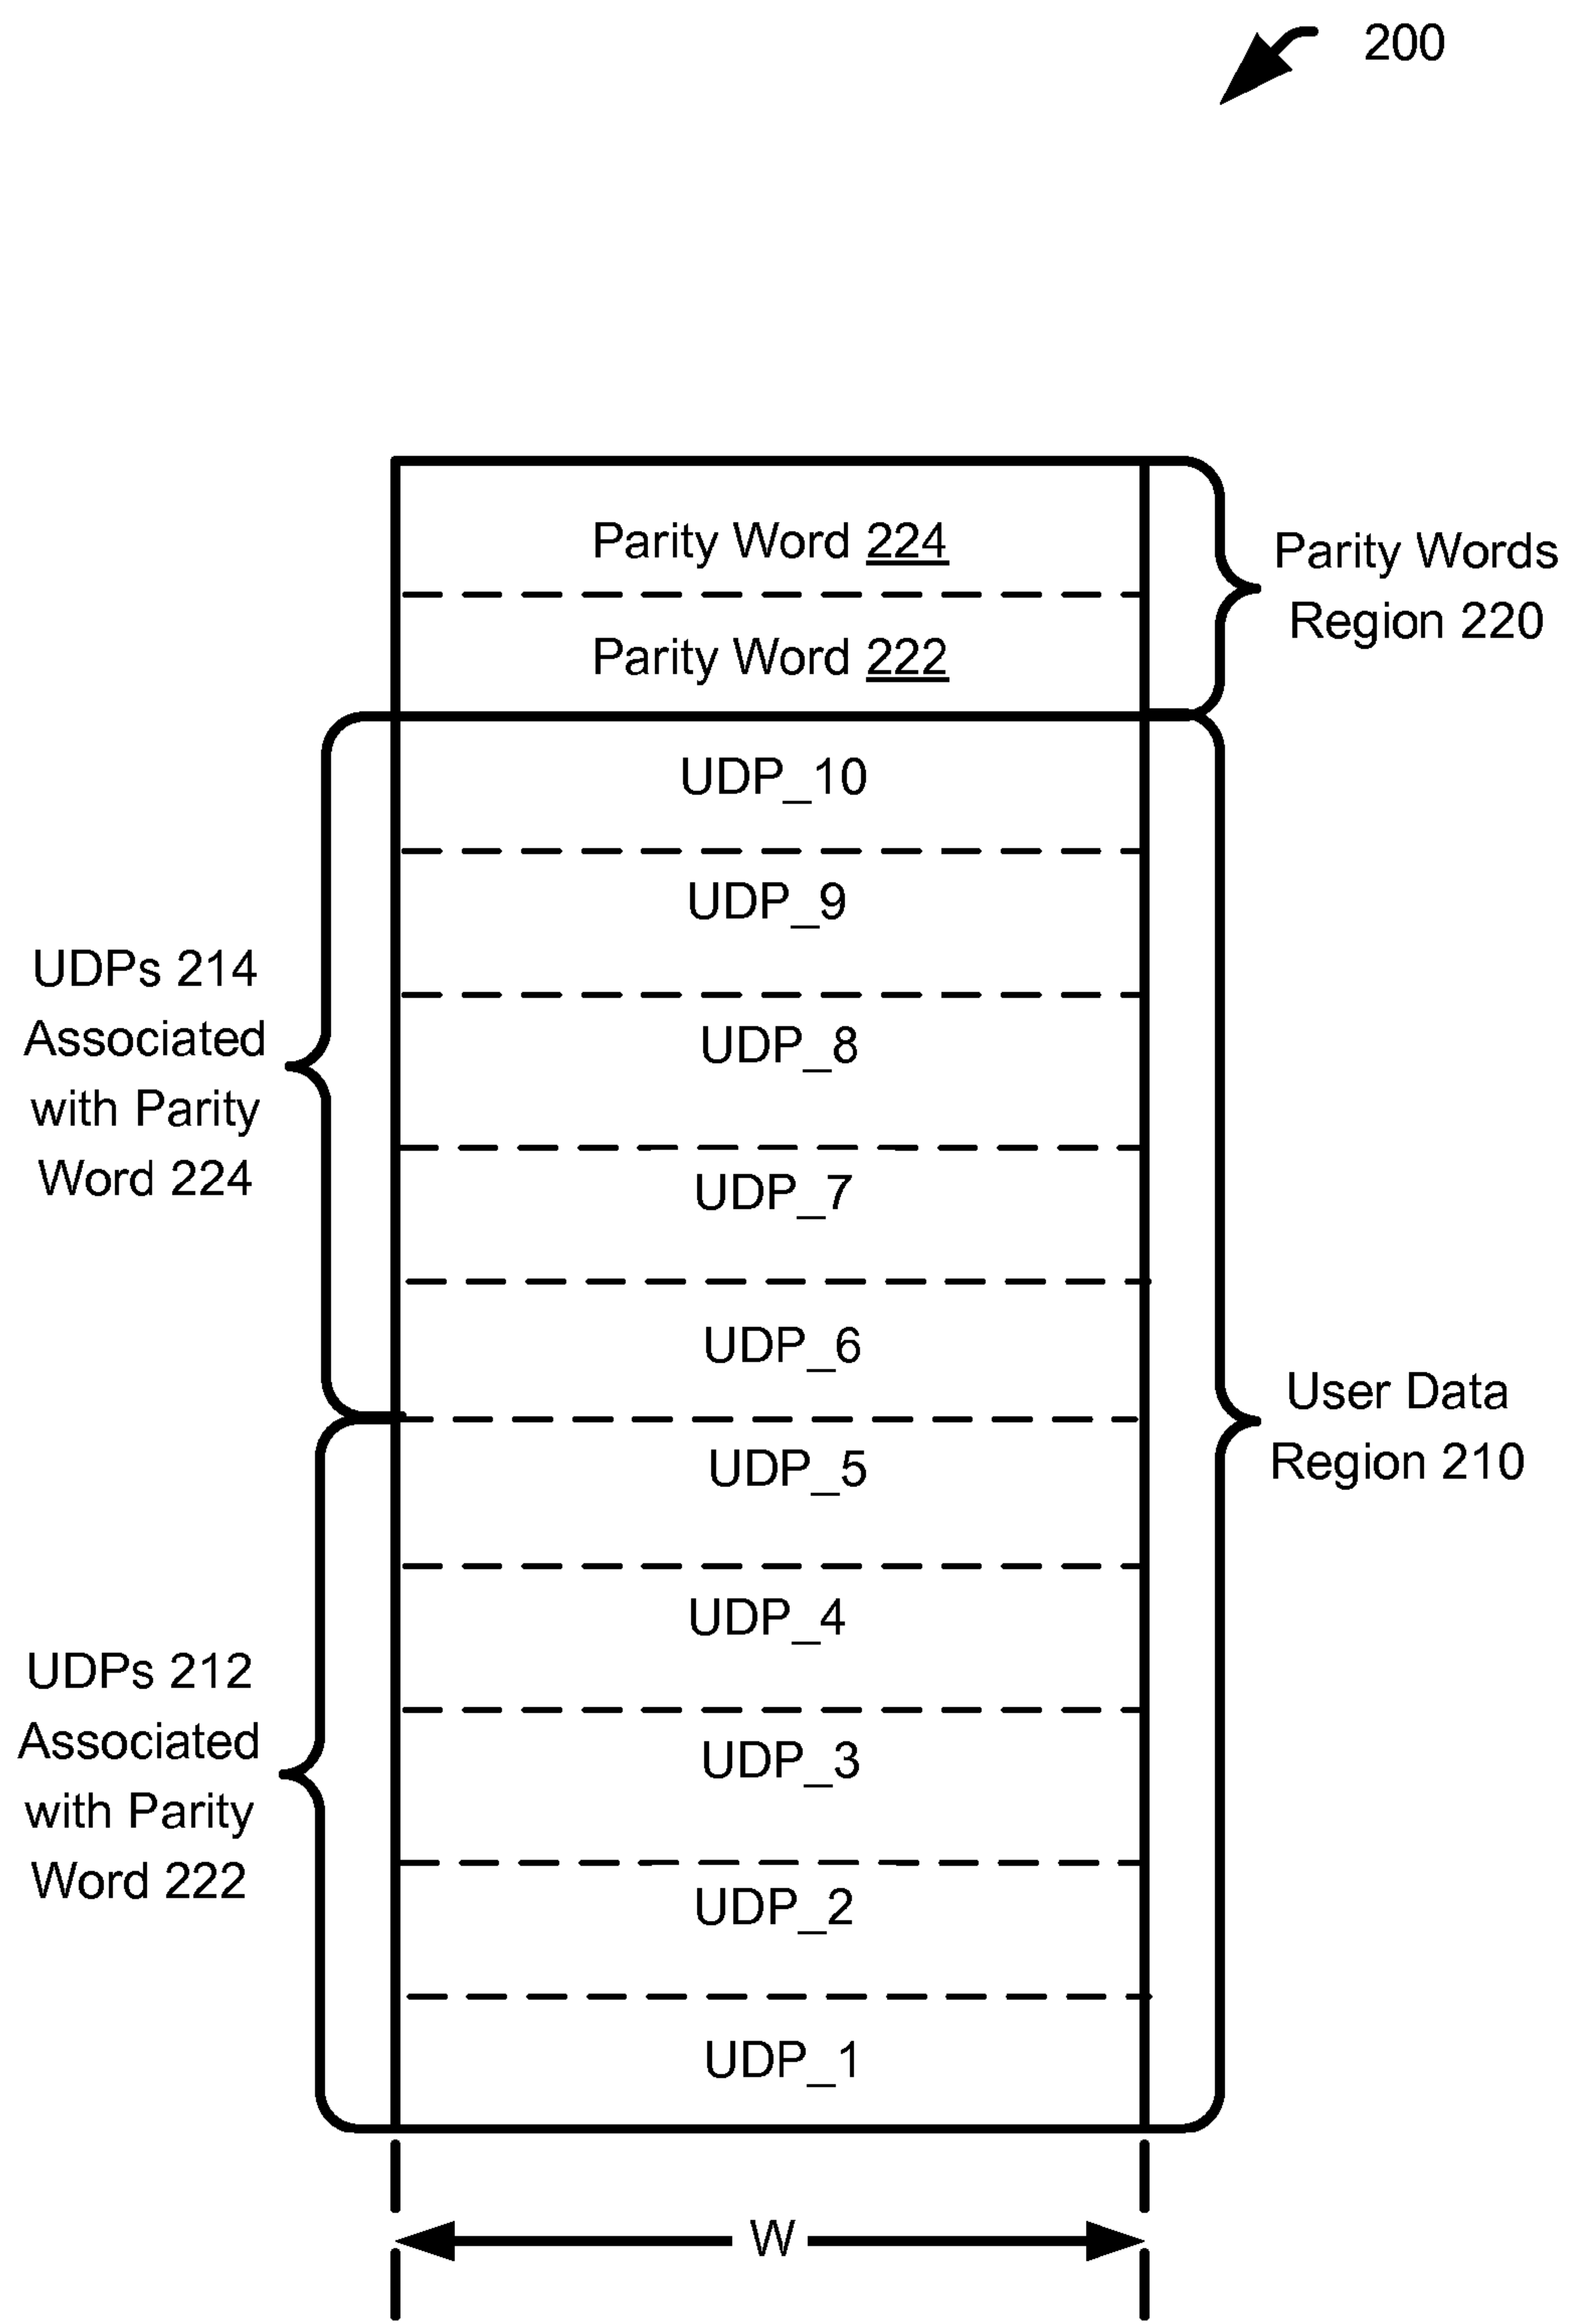 200
Parity Word 224
Parity Word 222
Parity Words
Region 220
UDP_10
UDP_9
UDP_8
UDP_7
UDP_6
UDPs 214
Associated
with Parity
Word 224
UDP_5
UDP_4
UDP_3
UDP_2
UDP_1
UDPs 212
Associated
with Parity
Word 222
User Data
Region 210
W